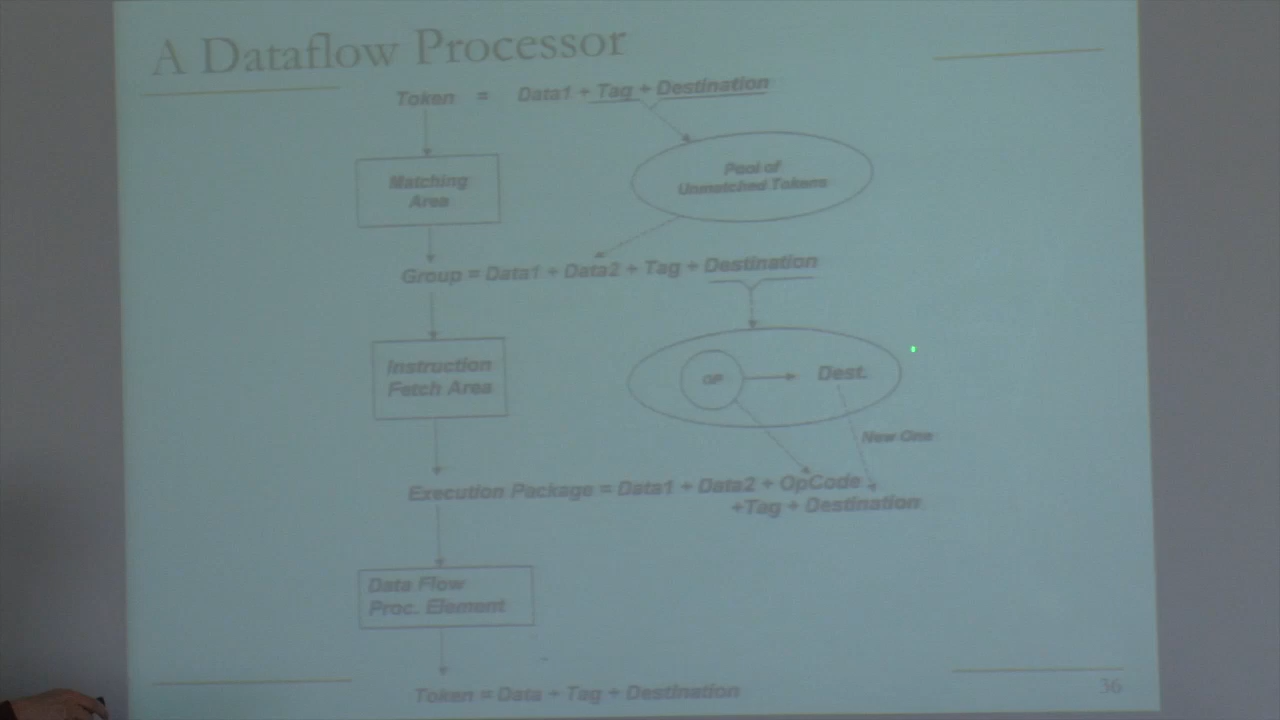 A Dataflow Processor
Token = Data1 + Tag + Destination
Matching
Area
Pool of
Unmatched Tokens
Group = Data1 + Data2 + Tag + Destination
Instruction
Fetch Area
OP
Dest.
New One
Execution Package = Data1 + Data2 + OpCode
+Tag + Destination
Data Flow
Proc. Element
Token = Data + Tag + Destination
36